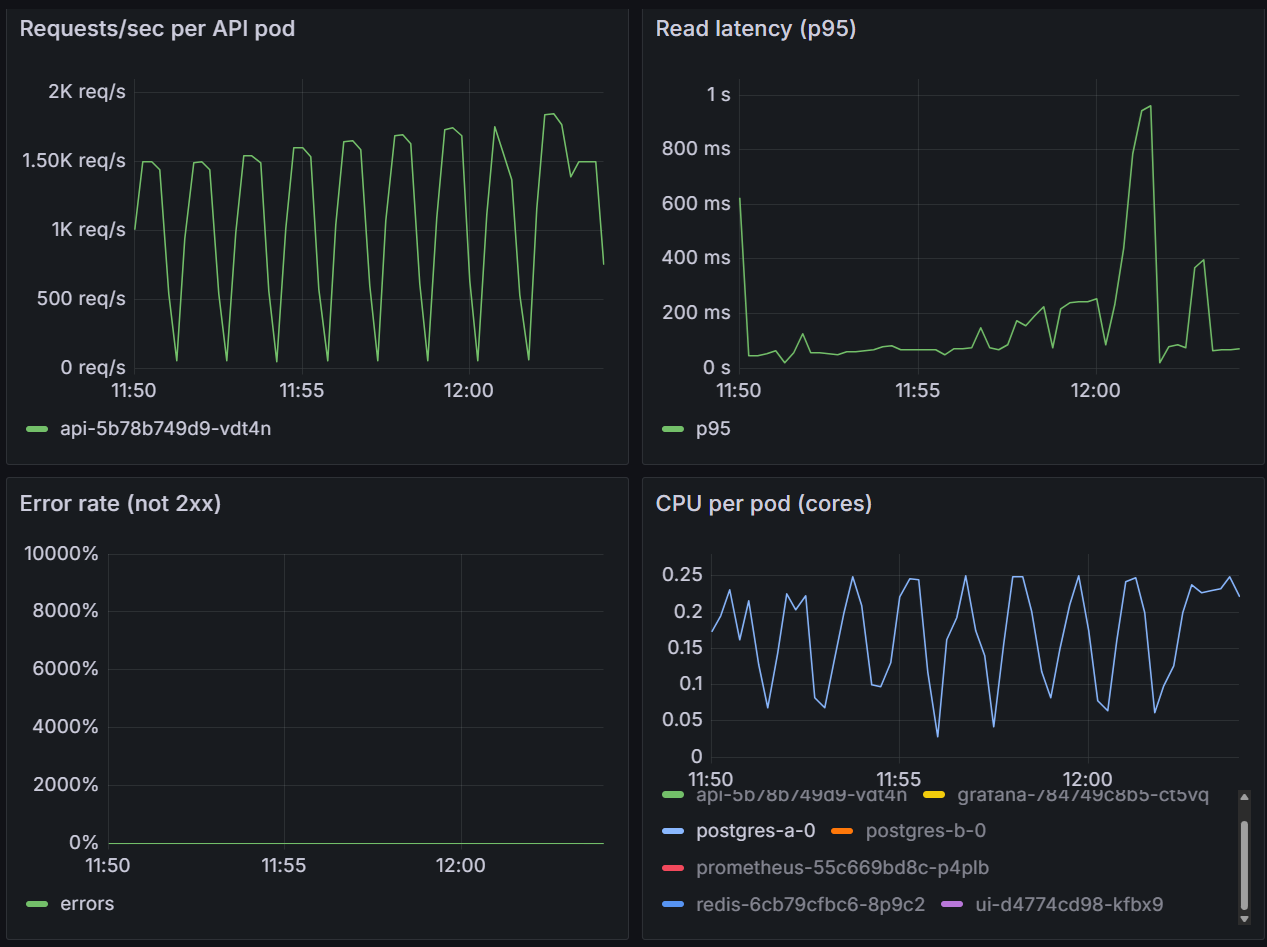 Requests/sec per API pod
2K req/s
1.50K req/s
1K req/s
500 req/s
0 req/s
11:50 11:55 12:00
api-5b78b749d9-vdt4n
Read latency (p95)
1 s
800 ms
600 ms
400 ms
200 ms
0 s
11:50 11:55 12:00
p95
Error rate (not 2xx)
10000%
8000%
6000%
4000%
2000%
0%
11:50 11:55 12:00
errors
CPU per pod (cores)
0.25
0.2
0.15
0.1
0.05
0
11:50 11:55 12:00
api-5b78b749d9-vdt4n grafana-784749c8b5-ct5vq
postgres-a-0 postgres-b-0
prometheus-55c669bd8c-p4plb
redis-6cb79cfbc6-8p9c2 ui-d4774cd98-kfbx9